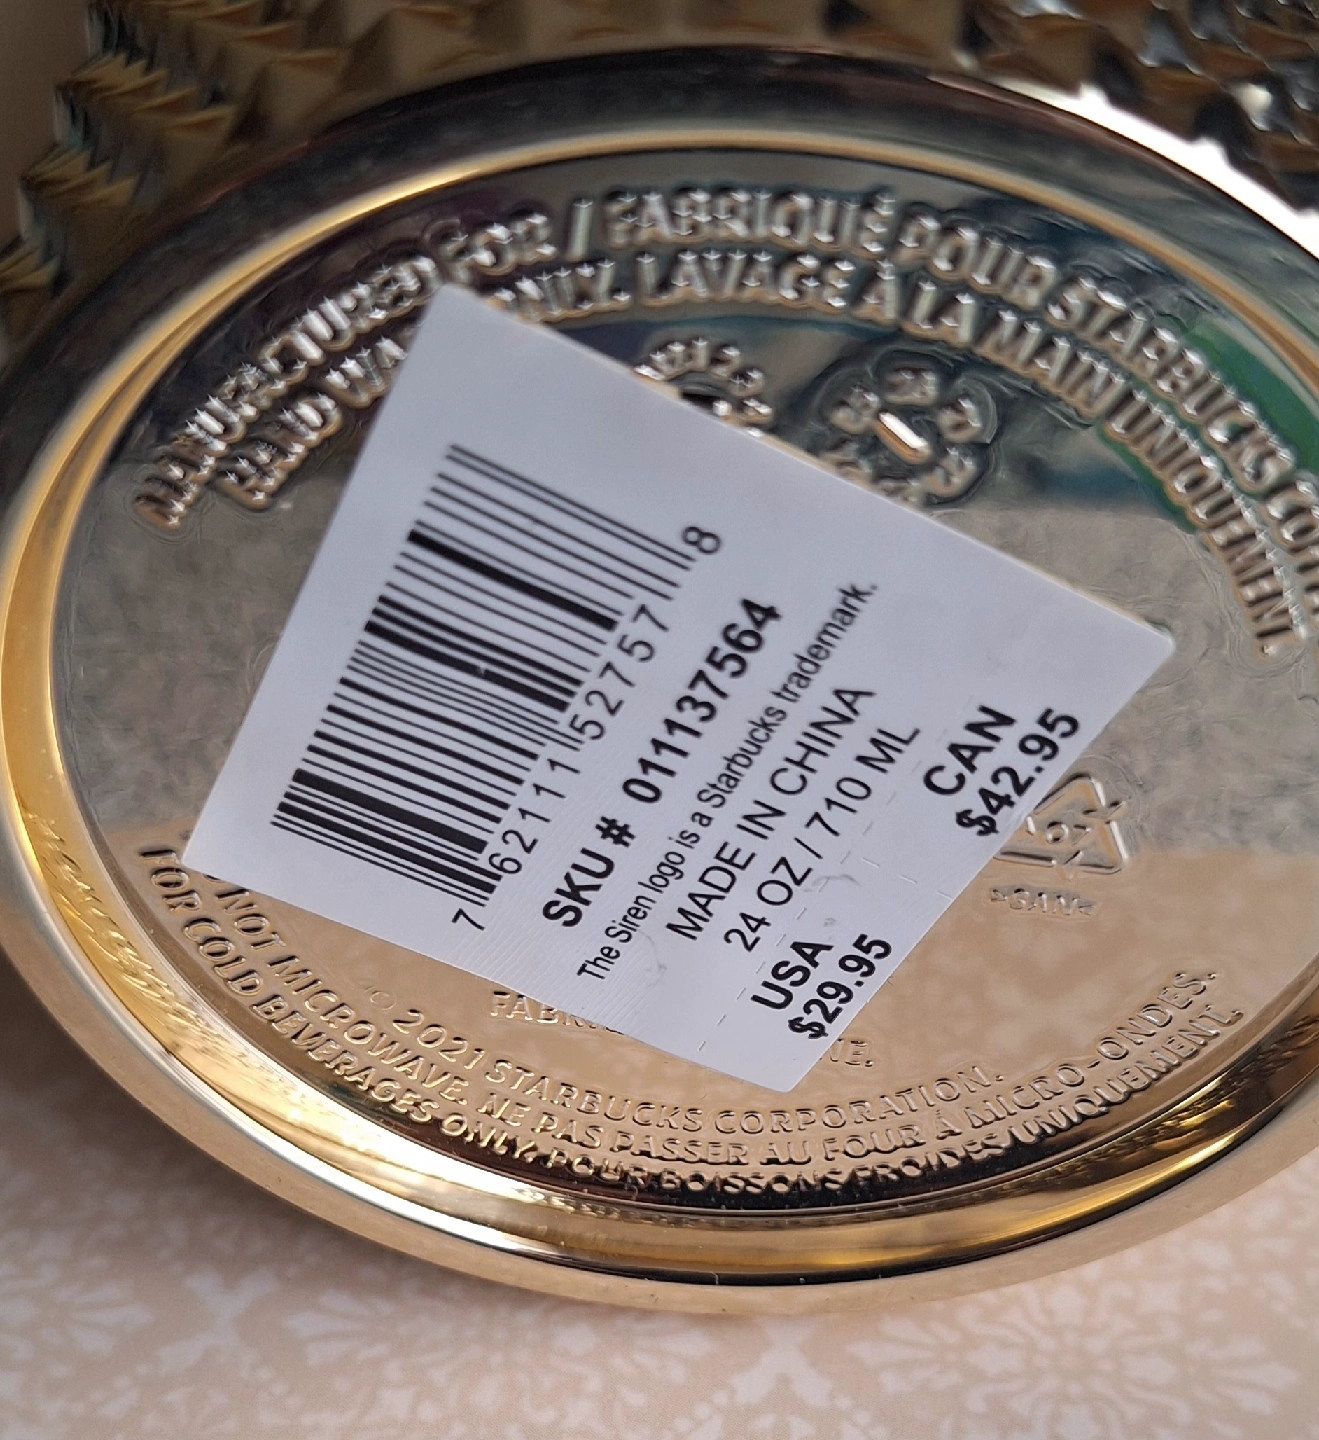 MANUFACTURED FOR / FABRIQUÉ POUR STARBUCKS
HAND LAVAGE À LA MAIN UNIQUEMENT.
7 62111 52757 8
SKU # 011137564
The Siren logo is a Starbucks trademark.
MADE IN CHINA
24 OZ / 710 ML
USA
$29.95
CAN
$42.95
>SAN<
© 2021 STARBUCKS CORPORATION.
NOT MICROWAVE. NE PAS PASSER AU FOUR À MICRO-ONDES.
FOR COLD BEVERAGES ONLY. POUR BOISSONS FROIDES UNIQUEMENT.